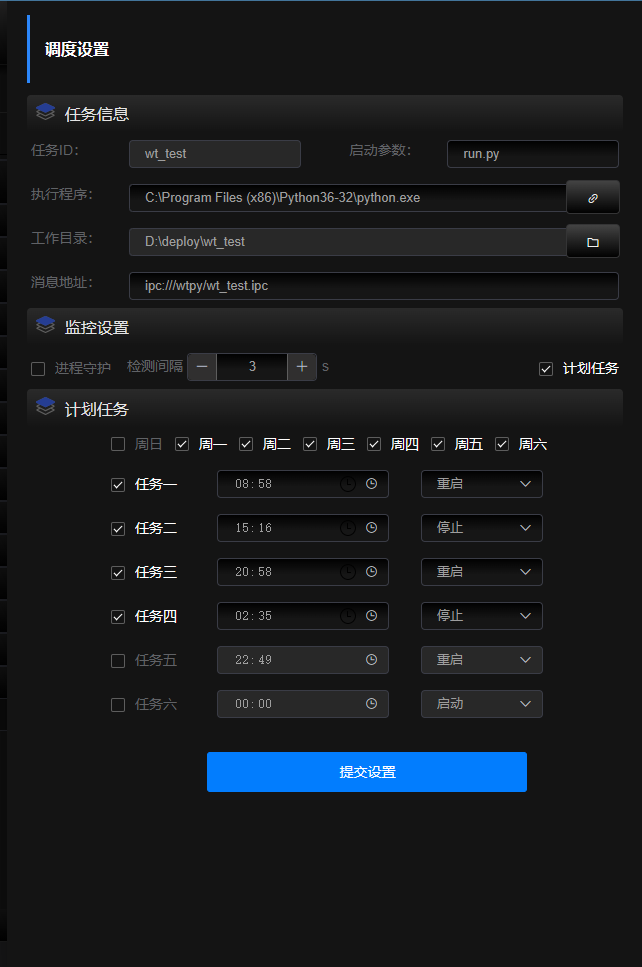 调度设置
任务信息
任务ID: wt_test 启动参数: run.py
执行程序: C:\Program Files (x86)\Python36-32\python.exe
工作目录: D:\deploy\wt_test
消息地址: ipc:///wtpy/wt_test.ipc
监控设置
进程守护 检测间隔 − 3 + s 计划任务
计划任务
周日 周一 周二 周三 周四 周五 周六
任务一 08:58 重启
任务二 15:16 停止
任务三 20:58 重启
任务四 02:35 停止
任务五 22:49 重启
任务六 00:00 启动
提交设置